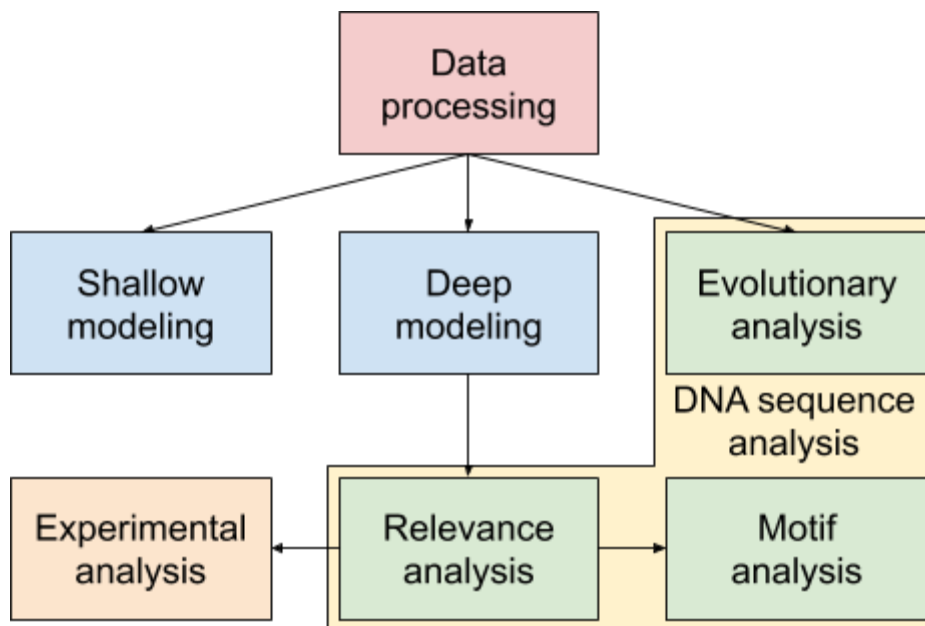 Data
processing
Shallow
modeling
Deep
modeling
Evolutionary
analysis
DNA sequence
analysis
Experimental
analysis
Relevance
analysis
Motif
analysis